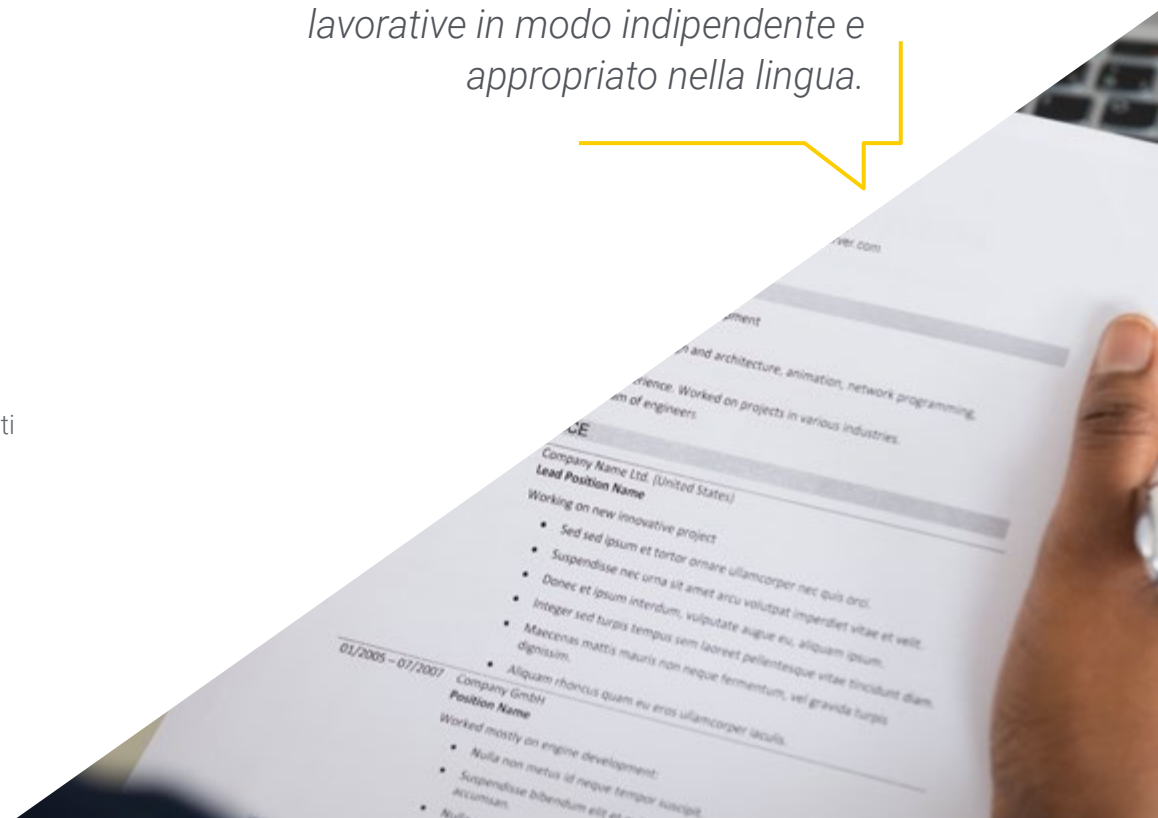 lavorative in modo indipendente e
appropriato nella lingua.
ti
rver.com
ment
and architecture, animation, network programming,
rience. Worked on projects in various industries.
m of engineers
CE
Company Name Ltd. (United States)
Lead Position Name
Working on new innovative project
• Sed sed ipsum et tortor ornare ullamcorper nec quis orci.
• Suspendisse nec urna sit amet arcu volutpat imperdiet vitae et velit.
• Donec et ipsum interdum, vulputate augue eu, aliquam ipsum.
• Integer sed turpis tempus sem laoreet pellentesque vitae tincidunt diam.
• Maecenas mattis mauris non neque fermentum, vel gravida turpis
dignissim.
• Aliquam rhoncus quam eu eros ullamcorper iaculis.
01/2005 – 07/2007 Company GmbH
Position Name
Worked mostly on engine development:
• Nulla non metus id neque tempor suscipit.
• Suspendisse bibendum elit
accumsan.